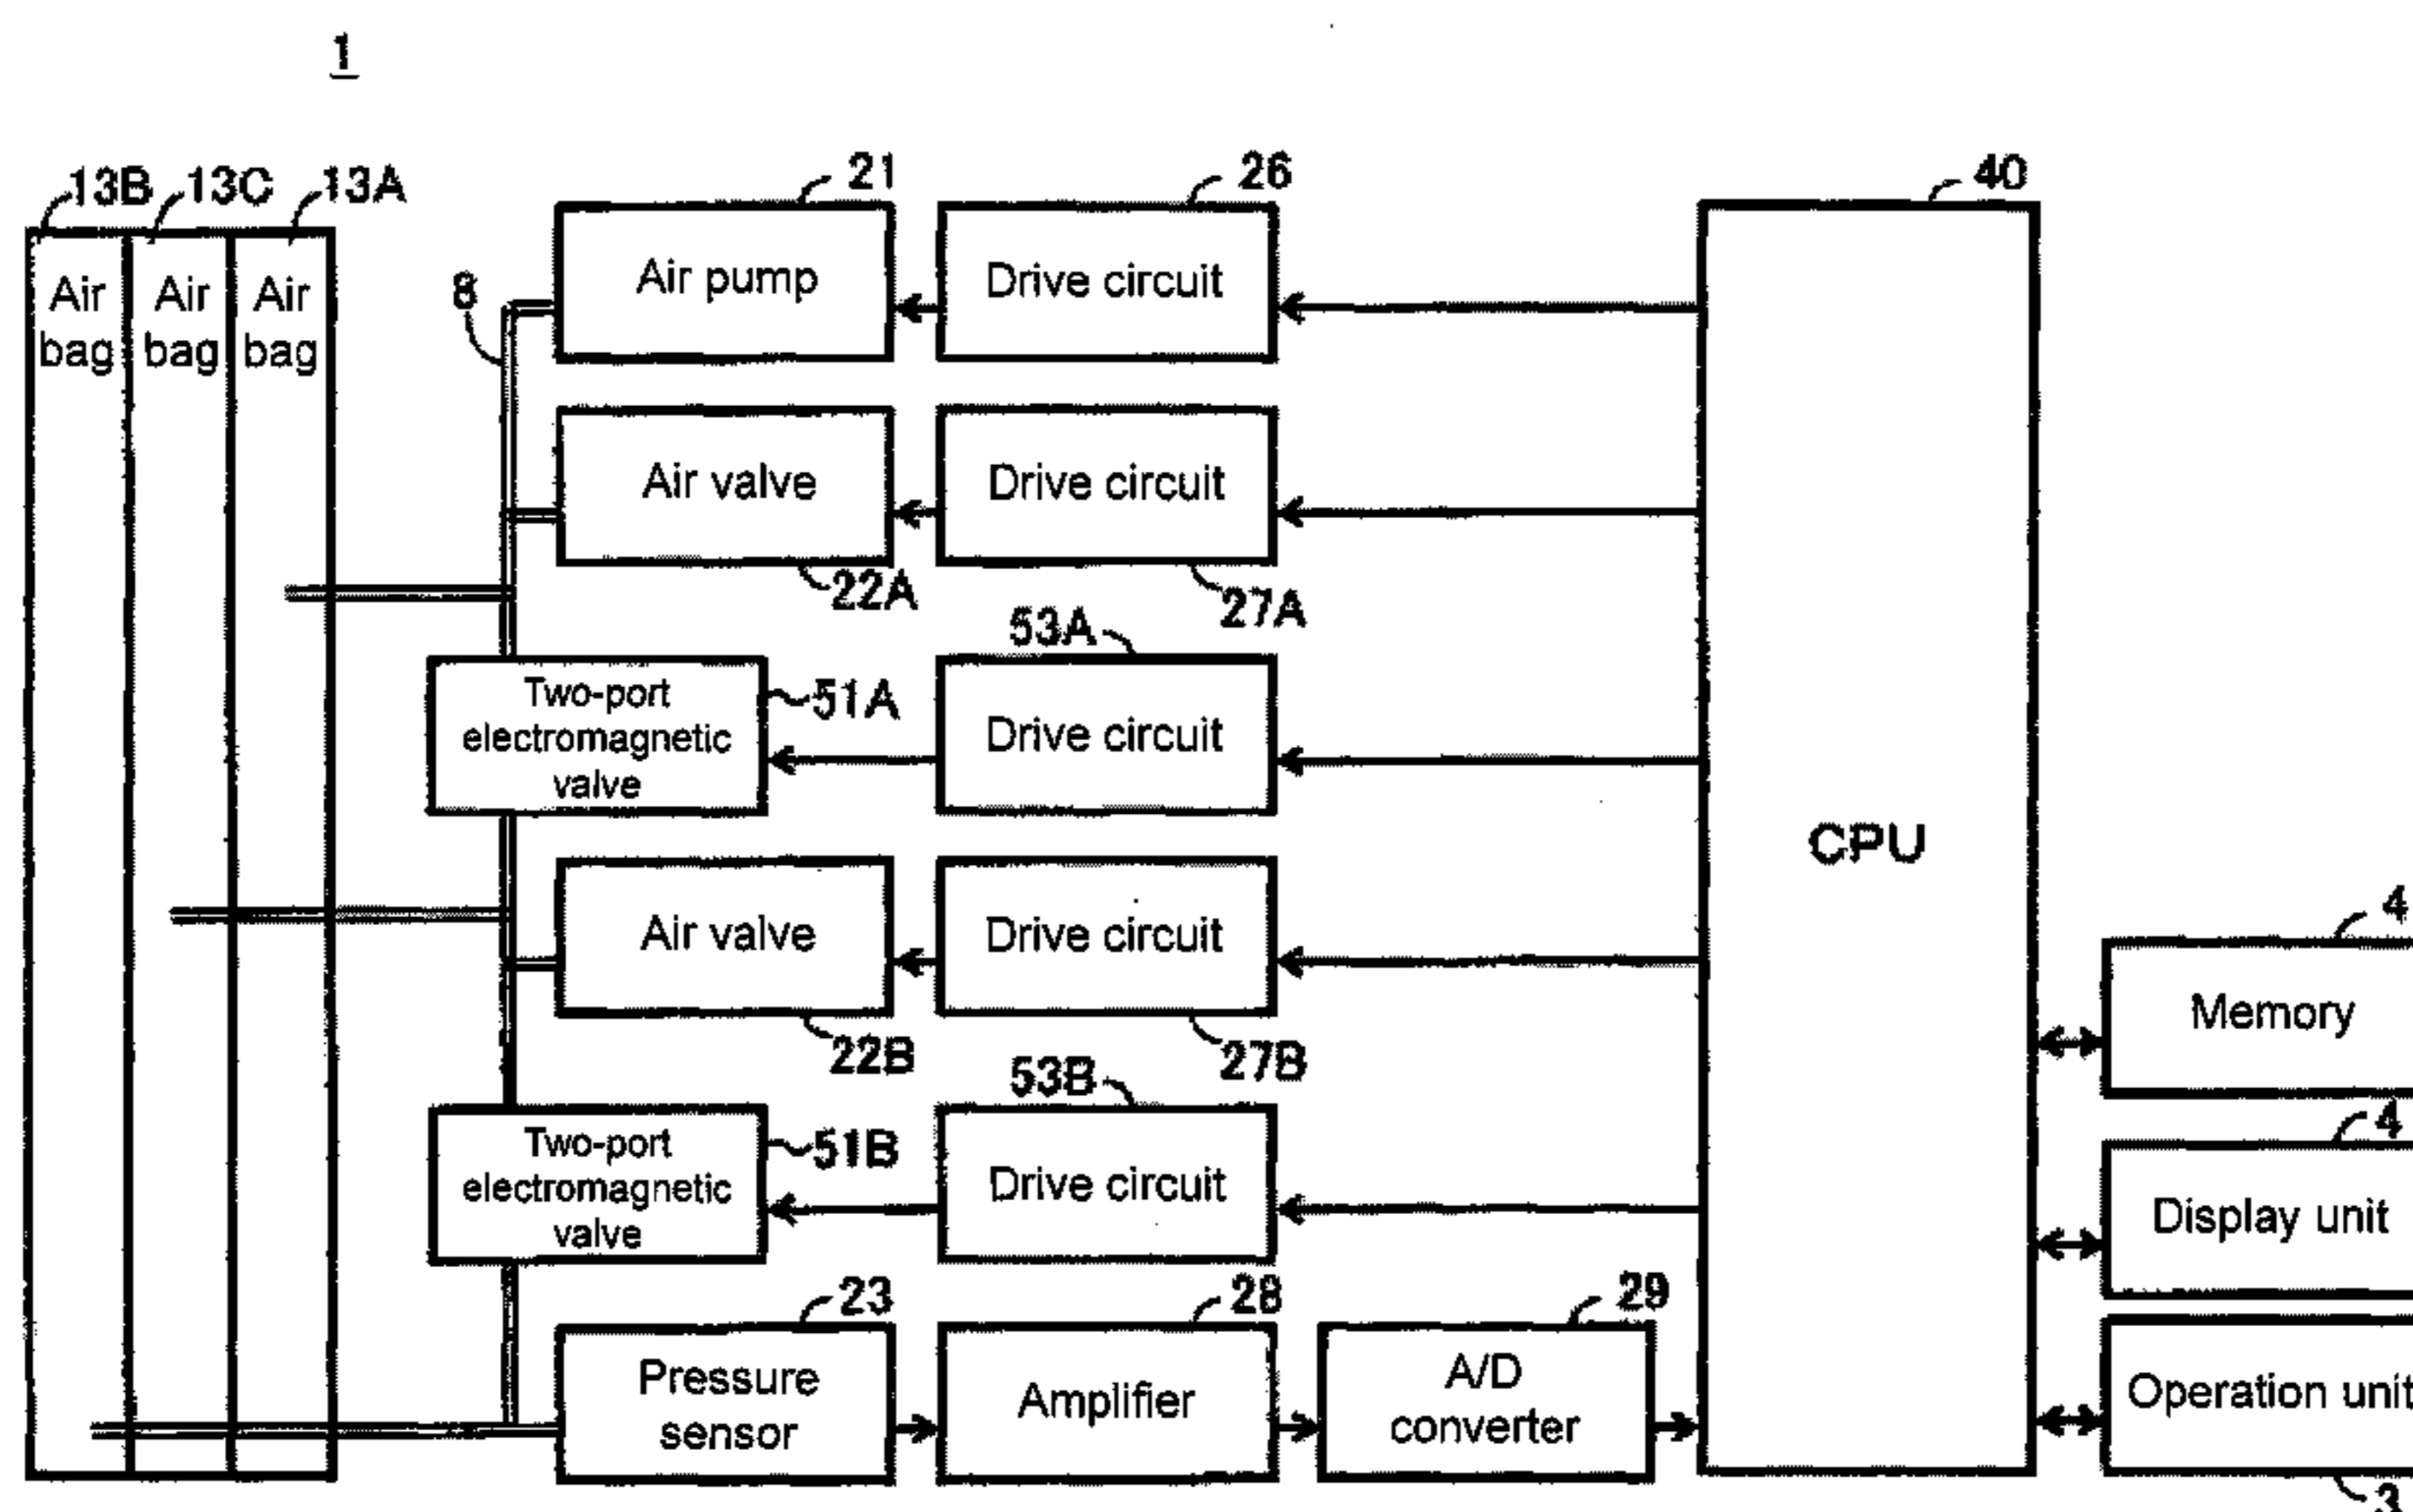 1
13B 13C 13A 21 26 40
Air bag
Air bag
Air bag
8
Air pump
Drive circuit
Air valve
Drive circuit
22A
27A
53A
Two-port
electromagnetic
valve
51A
Drive circuit
CPU
Air valve
Drive circuit
22B
27B
53B
4
Memory
Two-port
electromagnetic
valve
51B
Drive circuit
4
Display unit
23
28
29
Pressure
sensor
Amplifier
A/D
converter
Operation unit
3